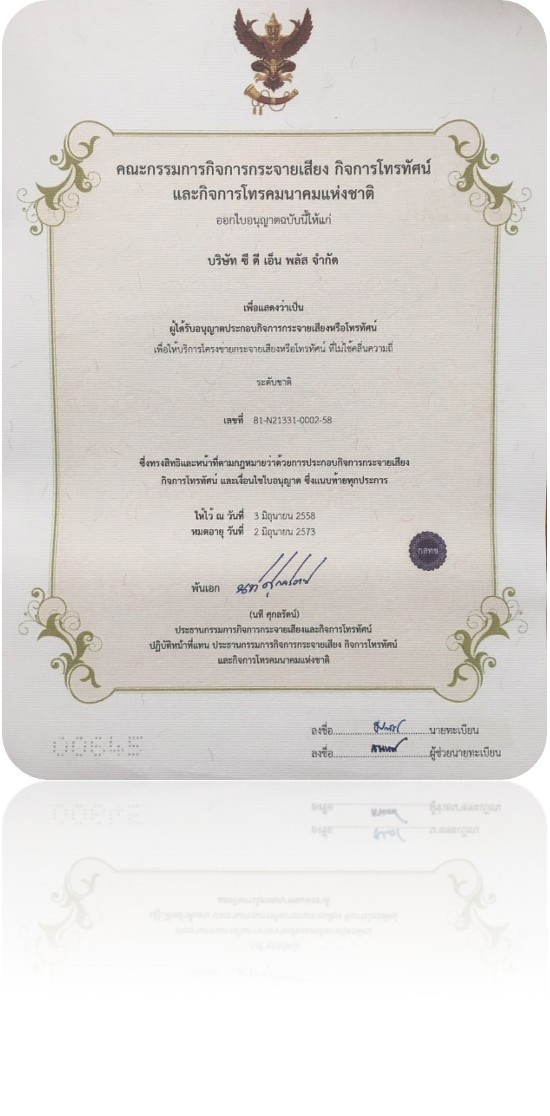 คณะกรรมการกิจการกระจายเสียง กิจการโทรทัศน์
และกิจการโทรคมนาคมแห่งชาติ
ออกใบอนุญาตฉบับนี้ให้แก่
บริษัท ซี ดี เอ็น พลัส จำกัด
เพื่อแสดงว่าเป็น
ผู้ได้รับอนุญาตประกอบกิจการกระจายเสียงหรือโทรทัศน์
เพื่อให้บริการโครงข่ายกระจายเสียงหรือโทรทัศน์ ที่ไม่ใช้คลื่นความถี่
ระดับชาติ
เลขที่ B1-N21331-0002-58
ซึ่งทรงสิทธิและหน้าที่ตามกฎหมายว่าด้วยการประกอบกิจการกระจายเสียง
กิจการโทรทัศน์ และเงื่อนไขใบอนุญาต ซึ่งแนบท้ายทุกประการ
ให้ไว้ ณ วันที่ 3 มิถุนายน 2558
หมดอายุ วันที่ 2 มิถุนายน 2573
กสทช
พันเอก
(นที ศุกลรัตน์)
ประธานกรรมการกิจการกระจายเสียงและกิจการโทรทัศน์
ปฏิบัติหน้าที่แทน ประธานกรรมการกิจการกระจายเสียง กิจการโทรทัศน์
และกิจการโทรคมนาคมแห่งชาติ
ลงชื่อ.....................นายทะเบียน
ลงชื่อ.....................ผู้ช่วยนายทะเบียน